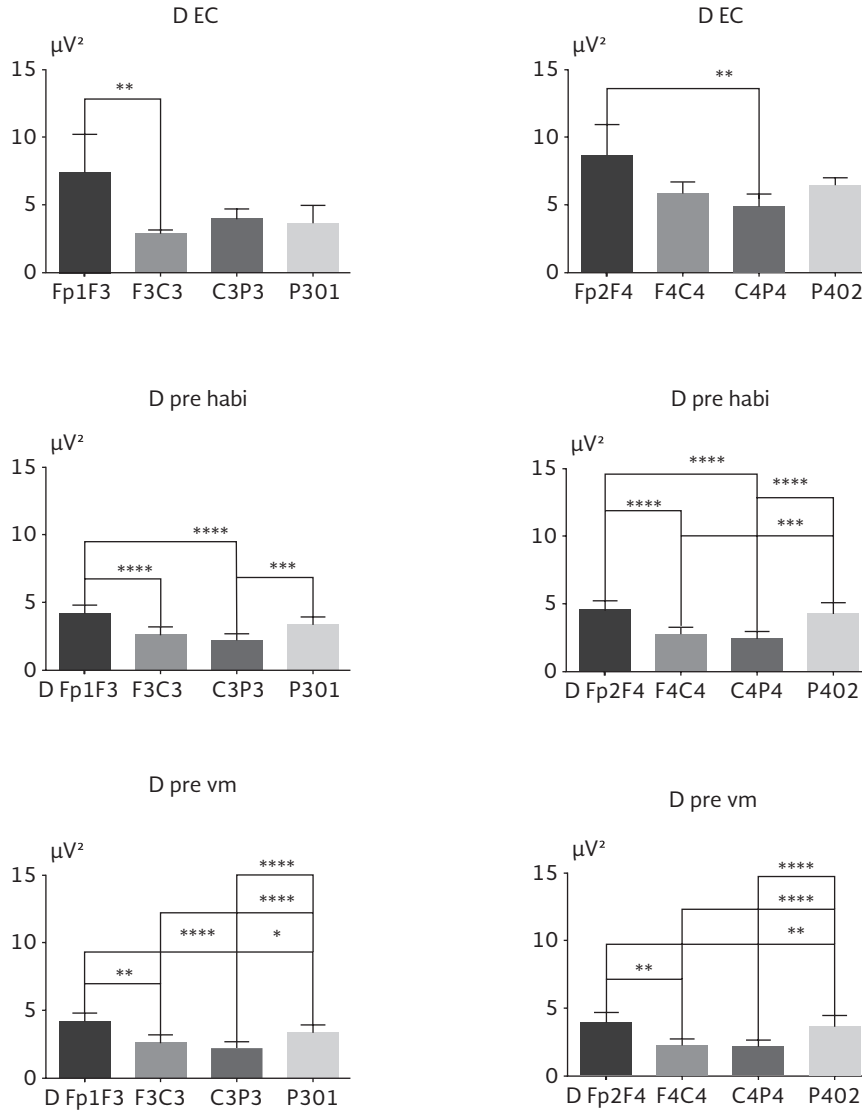 D EC
µV²
15
**
10
5
0
Fp1F3 F3C3 C3P3 P301
D EC
µV²
15
**
10
5
0
Fp2F4 F4C4 C4P4 P402
D pre habi
µV²
15
10
****
****
***
5
0
D Fp1F3 F3C3 C3P3 P301
D pre habi
µV²
15
****
****
****
***
10
5
0
D Fp2F4 F4C4 C4P4 P402
D pre vm
µV²
15
****
****
**** *
10
**
5
0
D Fp1F3 F3C3 C3P3 P301
D pre vm
µV²
15
****
****
**
10
**
5
0
D Fp2F4 F4C4 C4P4 P402